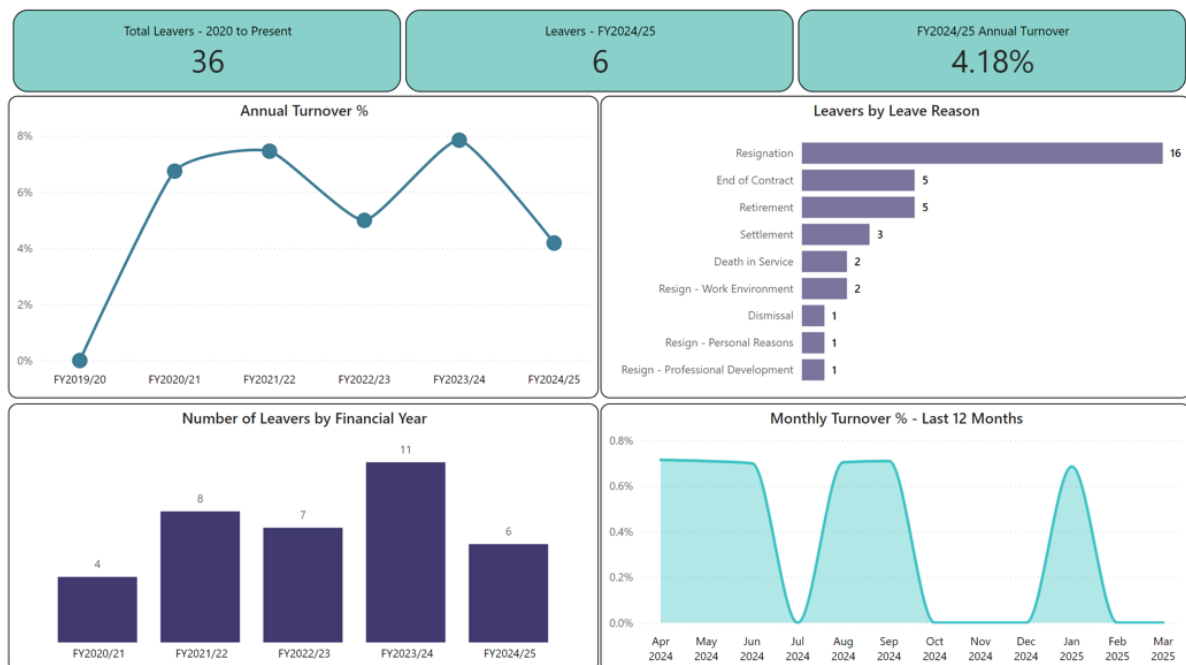 Total Leavers - 2020 to Present
36
Leavers - FY2024/25
6
FY2024/25 Annual Turnover
4.18%
Annual Turnover %
8%
6%
4%
2%
0%
FY2019/20 FY2020/21 FY2021/22 FY2022/23 FY2023/24 FY2024/25
Leavers by Leave Reason
Resignation 16
End of Contract 5
Retirement 5
Settlement 3
Death in Service 2
Resign - Work Environment 2
Dismissal 1
Resign - Personal Reasons 1
Resign - Professional Development 1
Number of Leavers by Financial Year
4 8 7 11 6
FY2020/21 FY2021/22 FY2022/23 FY2023/24 FY2024/25
Monthly Turnover % - Last 12 Months
0.8%
0.6%
0.4%
0.2%
0.0%
Apr May Jun Jul Aug Sep Oct Nov Dec Jan Feb Mar
2024 2024 2024 2024 2024 2024 2024 2024 2024 2025 2025 2025